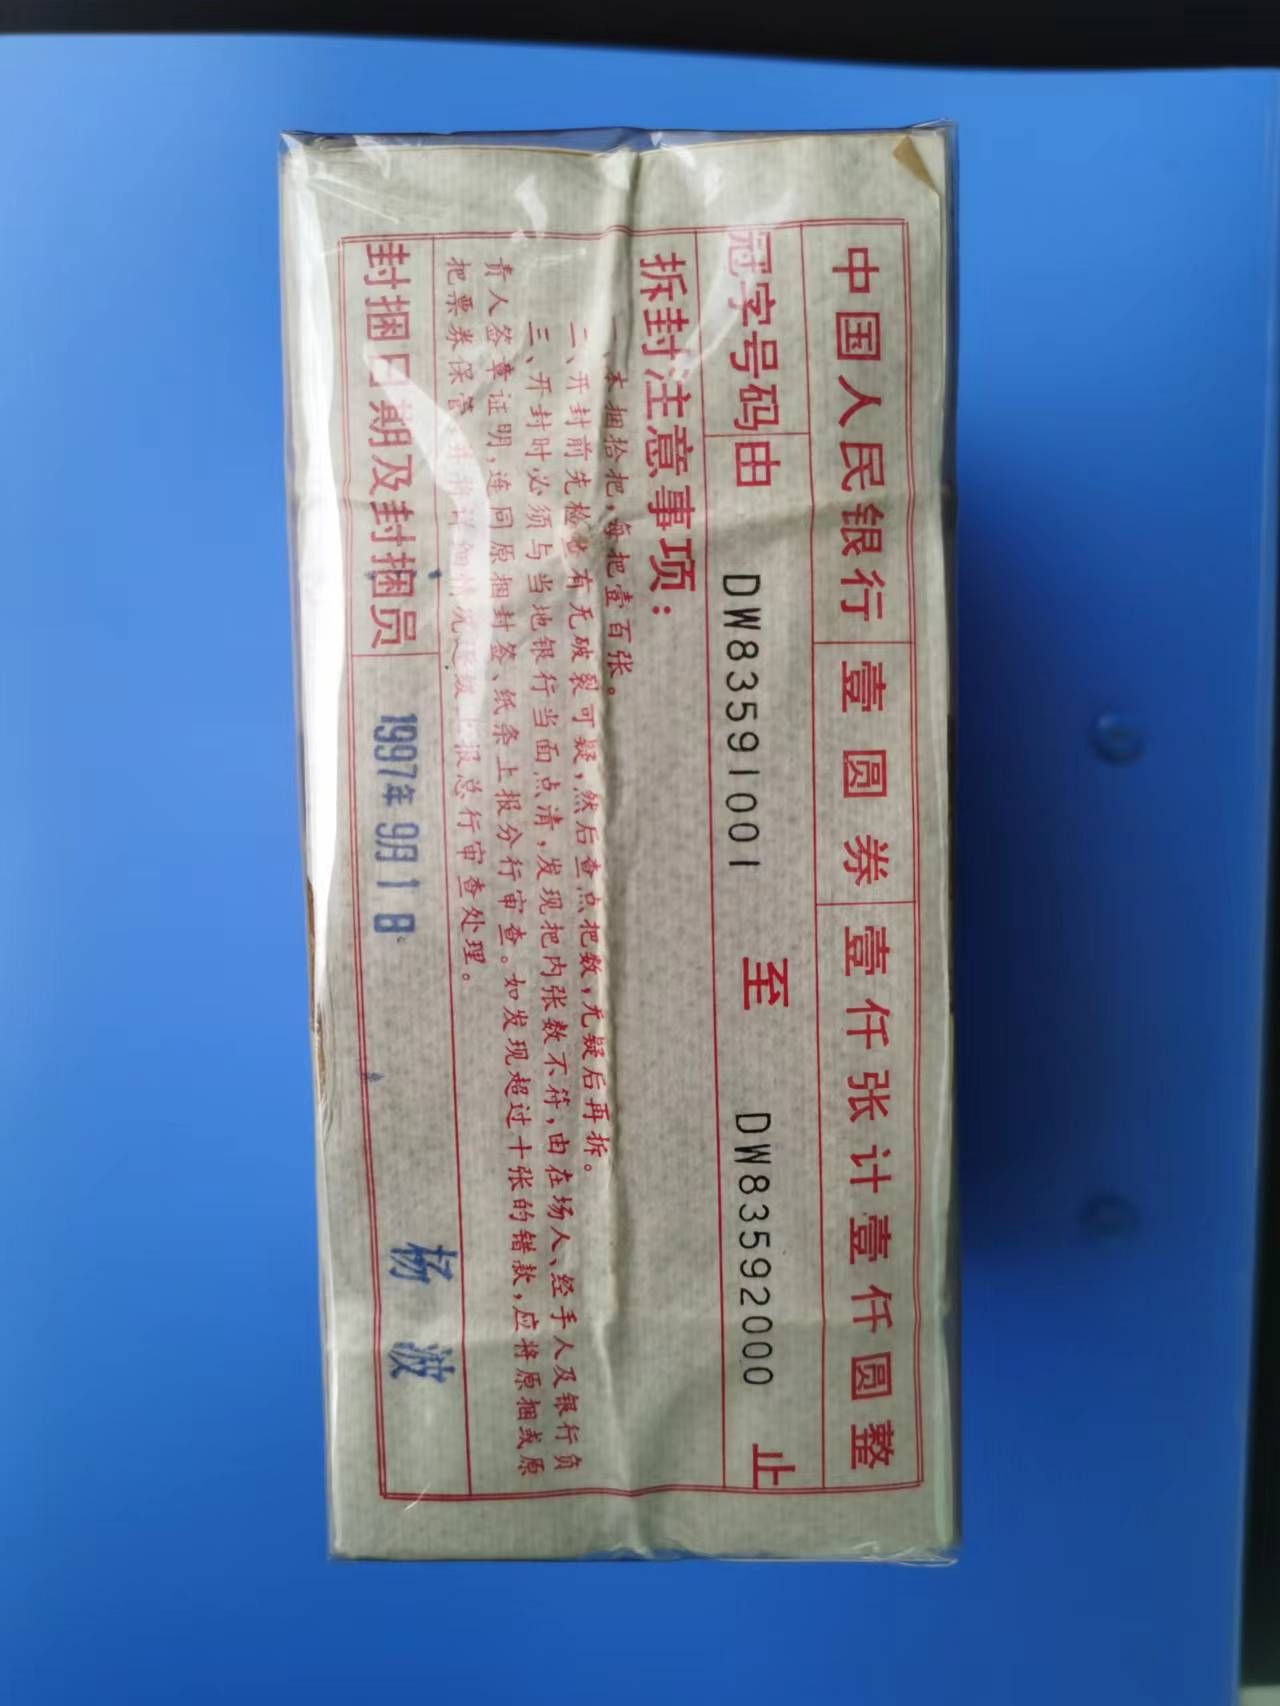 中国人民银行 壹圆券 壹仟张计壹仟圆整
冠字号码 由 DW83591001 至 DW83592000 止
拆封注意事项：
本捆拾把，每把壹百张。
二、开封前先检 有无破裂可疑，然后查点把数，无疑后再拆。
三、开封时必须与当地银行当面点清，发现把内张数不符，由在场人、经手人及银行负
责人签章证明，连同原捆封签、纸条上报分行审查。如发现超过十张的错款，应将原捆或原
把票券保管，并将详细情况逐级上报总行审查处理。
封捆日期及封捆员 1997年9月1日 杨波